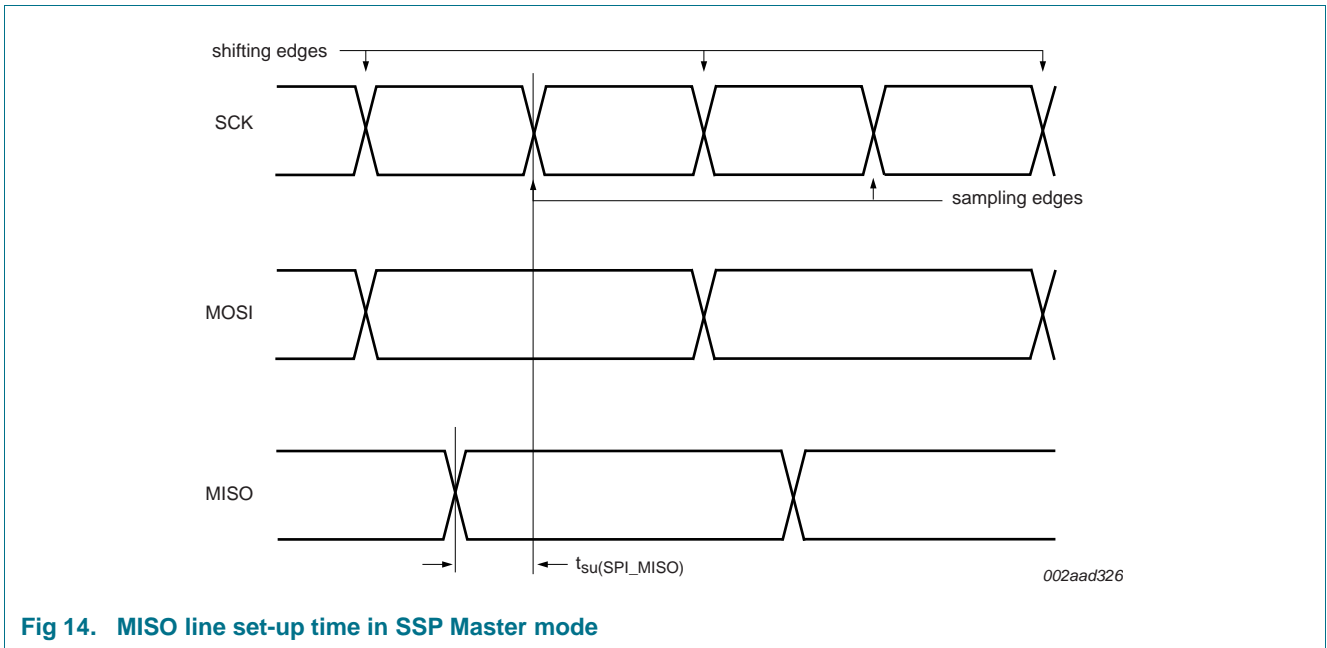 shifting edges
SCK
sampling edges
MOSI
MISO
tsu(SPI_MISO)
002aad326
Fig 14. MISO line set-up time in SSP Master mode